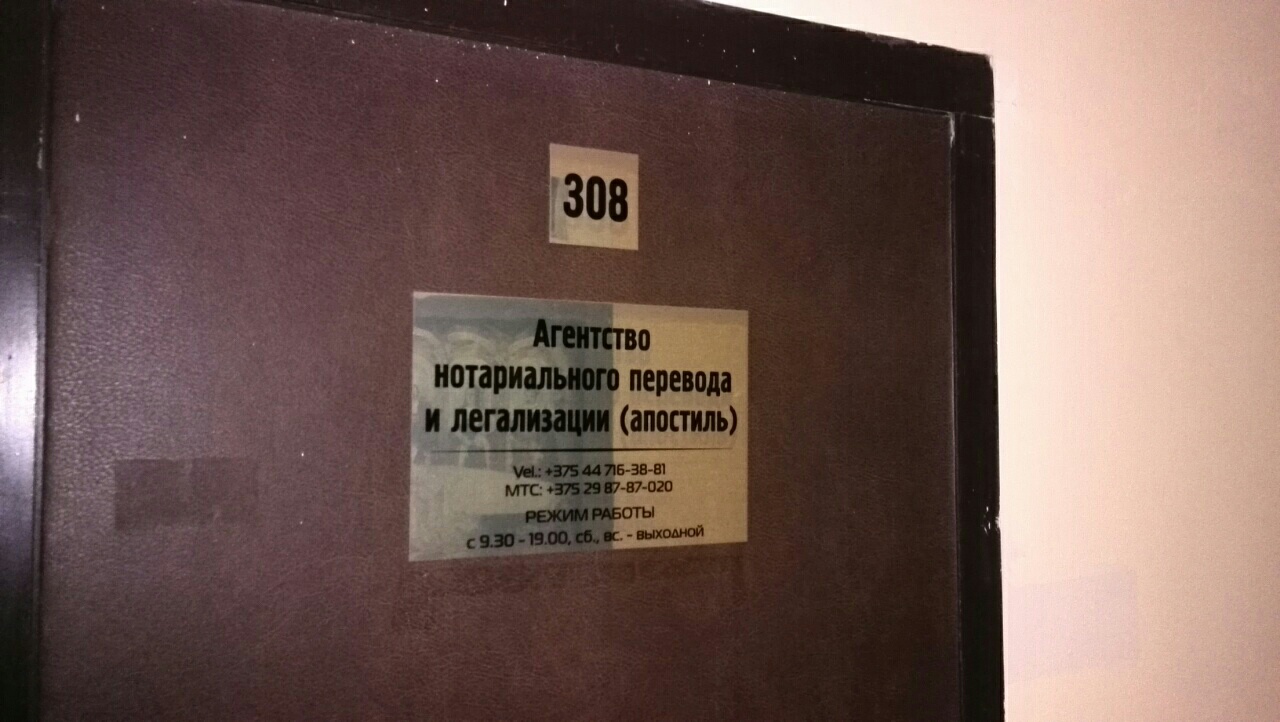 308
Агентство
нотариального перевода
и легализации (апостиль)
Vel.: +375 44 716-38-81
МТС: +375 29 87-87-020
РЕЖИМ РАБОТЫ
с 9.30 - 19.00, сб., вс. - выходной